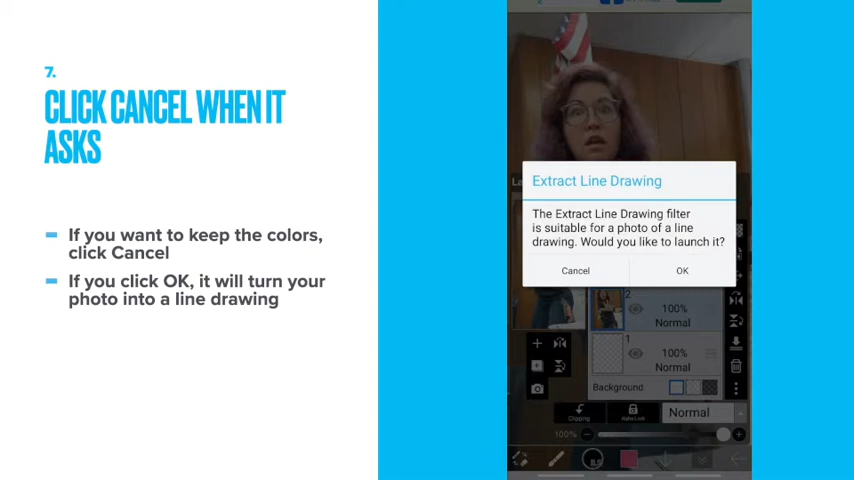 7.
CLICK CANCEL WHEN IT
ASKS
If you want to keep the colors,
click Cancel
If you click OK, it will turn your
photo into a line drawing
Extract Line Drawing
The Extract Line Drawing filter
is suitable for a photo of a line
drawing. Would you like to launch it?
Cancel OK
La
2
100%
Normal
1
100%
Normal
Background
Clipping
Alpha Lock
Normal
100%